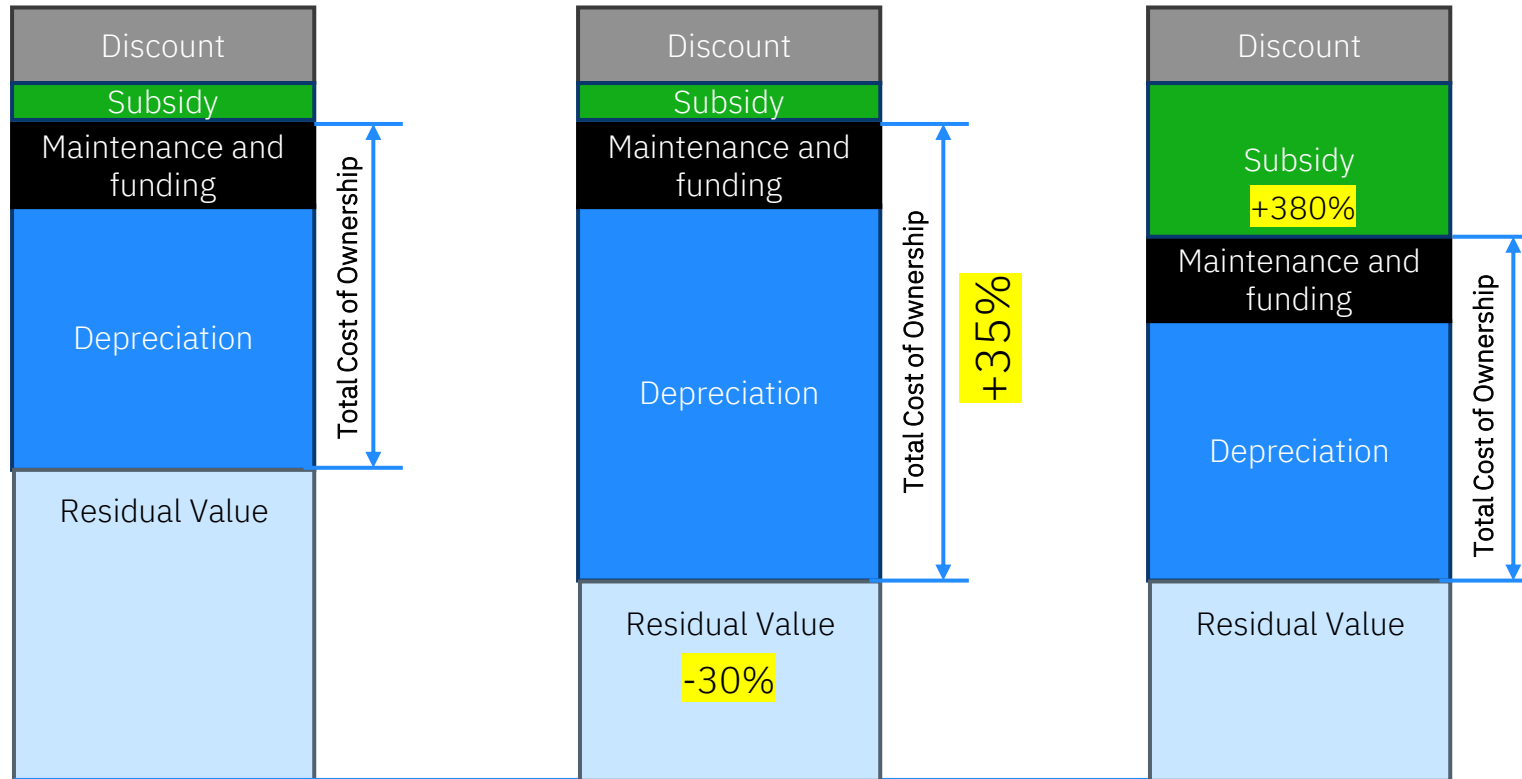 Discount
Subsidy
Maintenance and
funding
Depreciation
Residual Value
Total Cost of Ownership
Discount
Subsidy
Maintenance and
funding
Depreciation
Residual Value
-30%
Total Cost of Ownership
+35%
Discount
Subsidy
+380%
Maintenance and
funding
Depreciation
Residual Value
Total Cost of Ownership